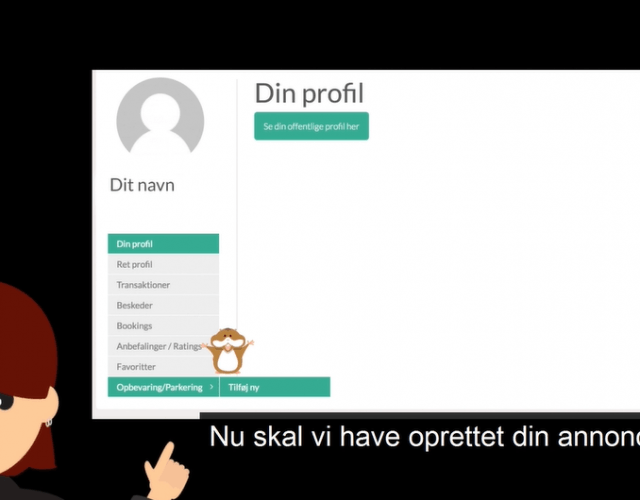 Din profil
Se din offentlige profil her
Dit navn
Din profil
Ret profil
Transaktioner
Beskeder
Bookings
Anbefalinger / Ratings
Favoritter
Opbevaring/Parkering > Tilføj ny
Nu skal vi have oprettet din annonc